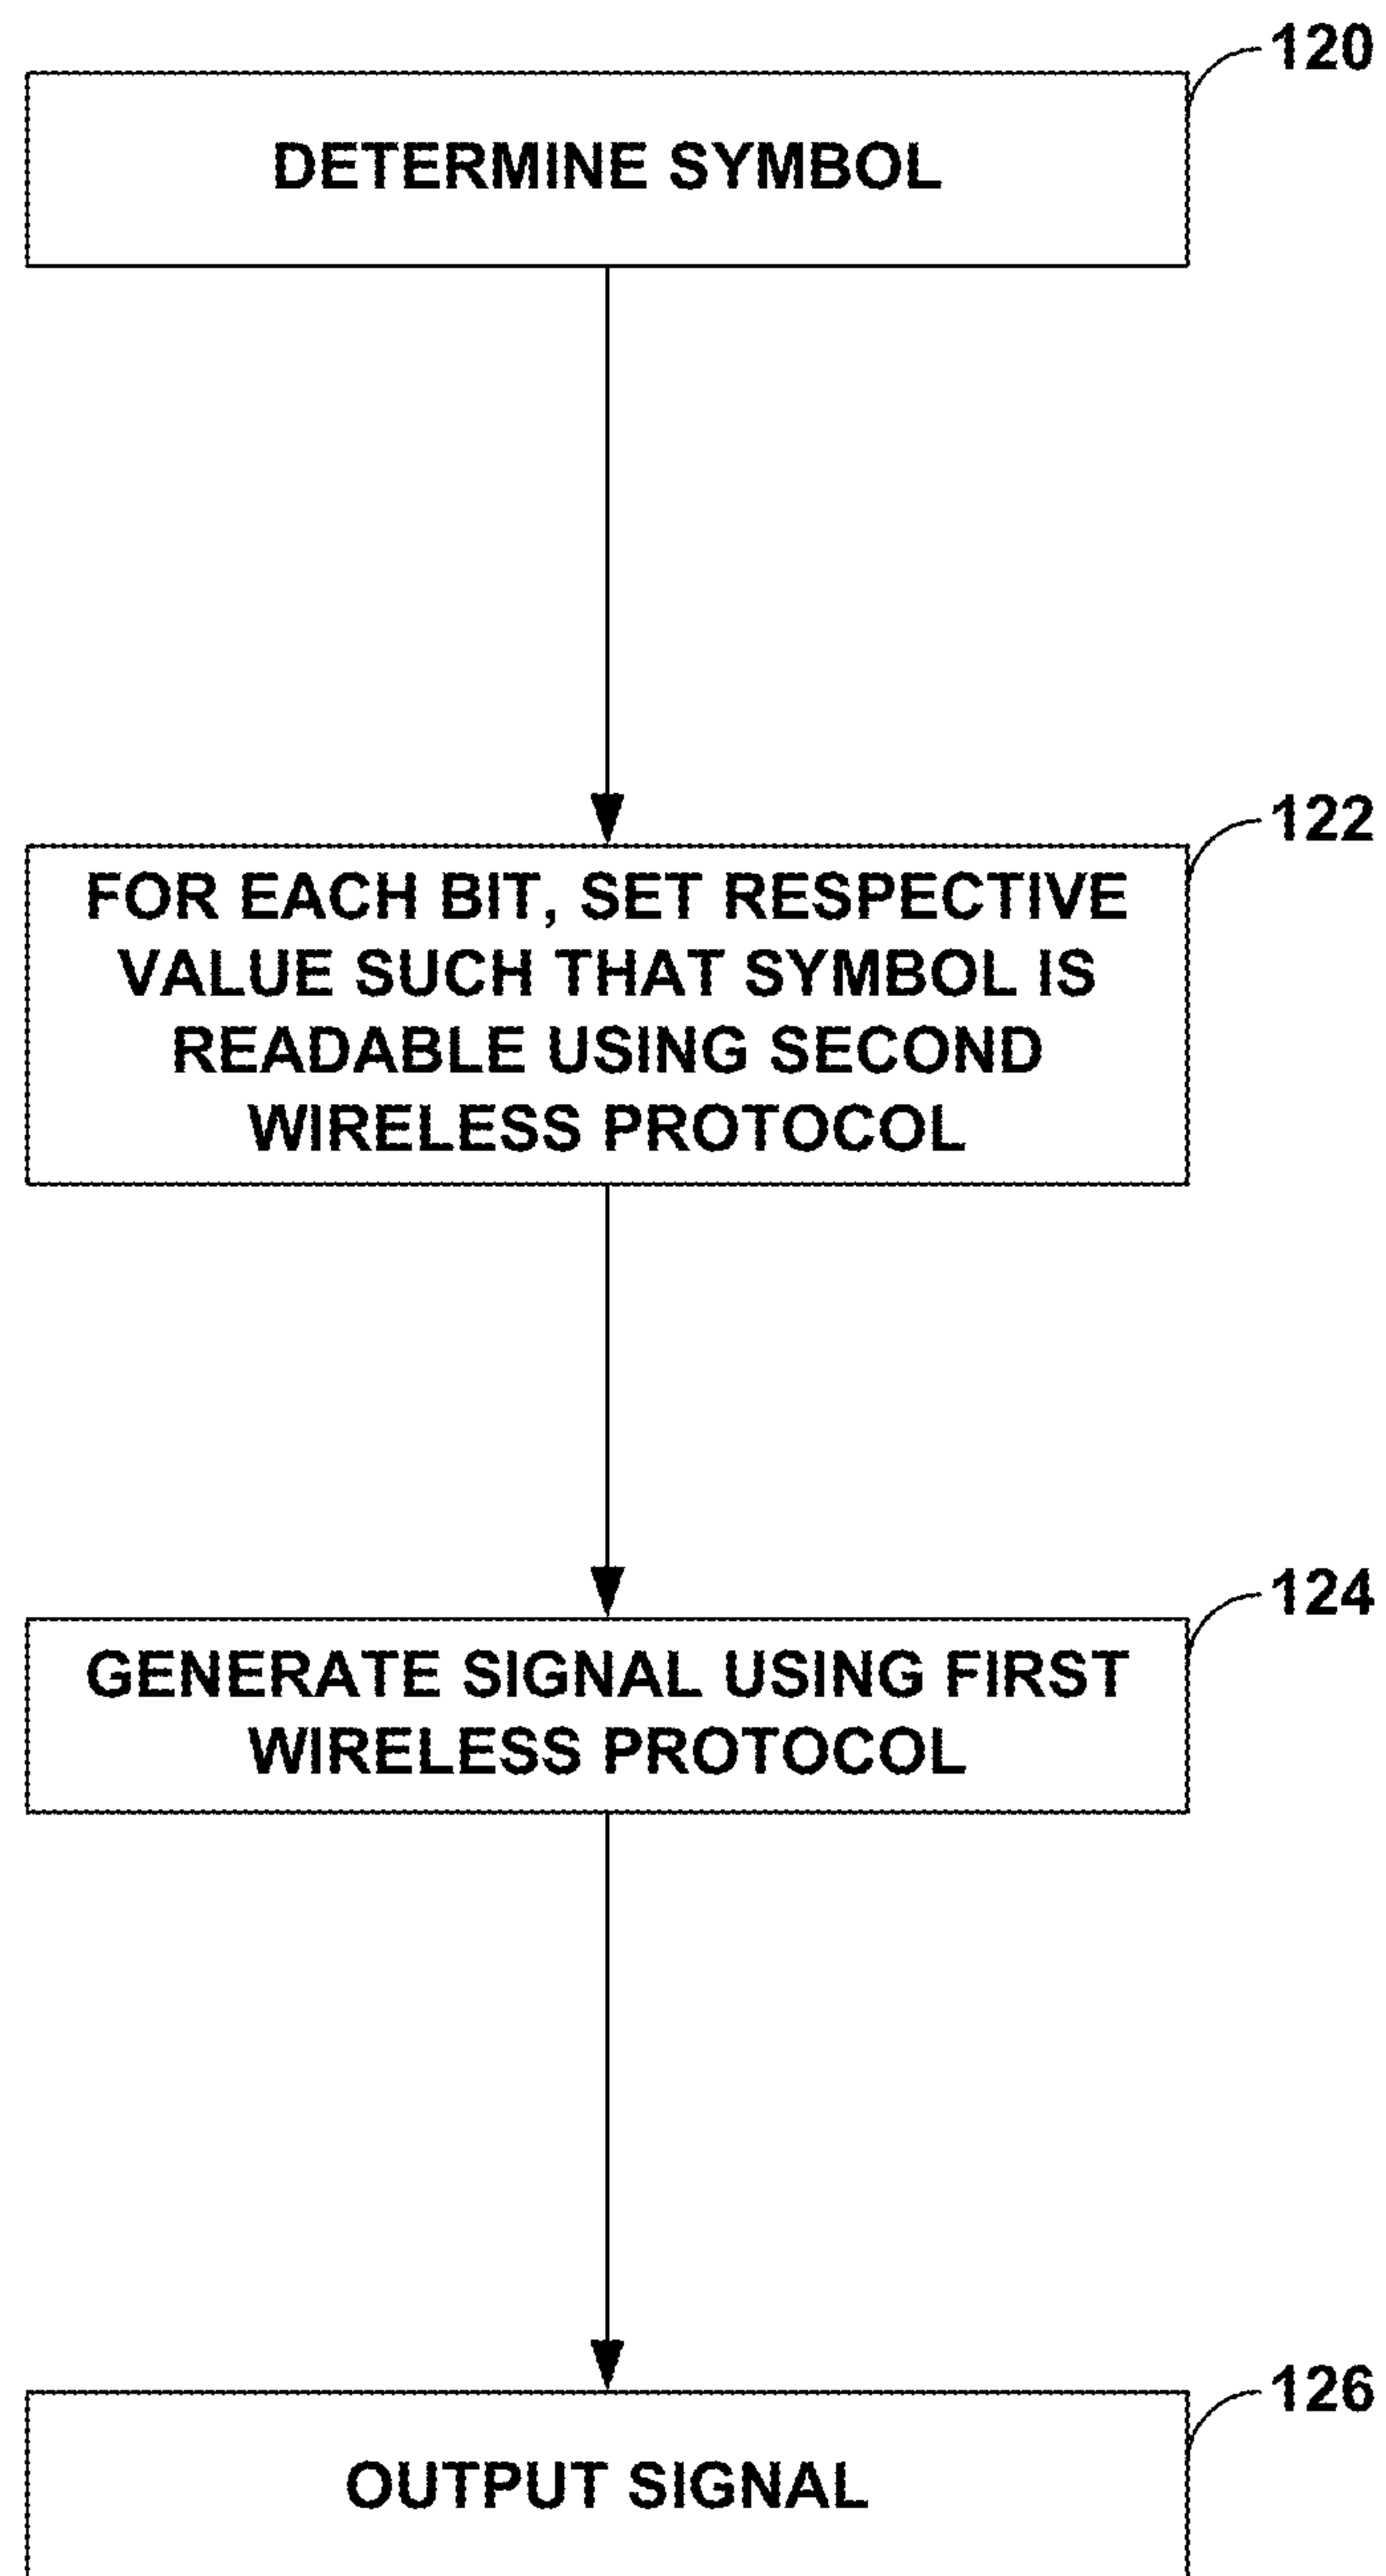 120
DETERMINE SYMBOL
122
FOR EACH BIT, SET RESPECTIVE
VALUE SUCH THAT SYMBOL IS
READABLE USING SECOND
WIRELESS PROTOCOL
124
GENERATE SIGNAL USING FIRST
WIRELESS PROTOCOL
126
OUTPUT SIGNAL